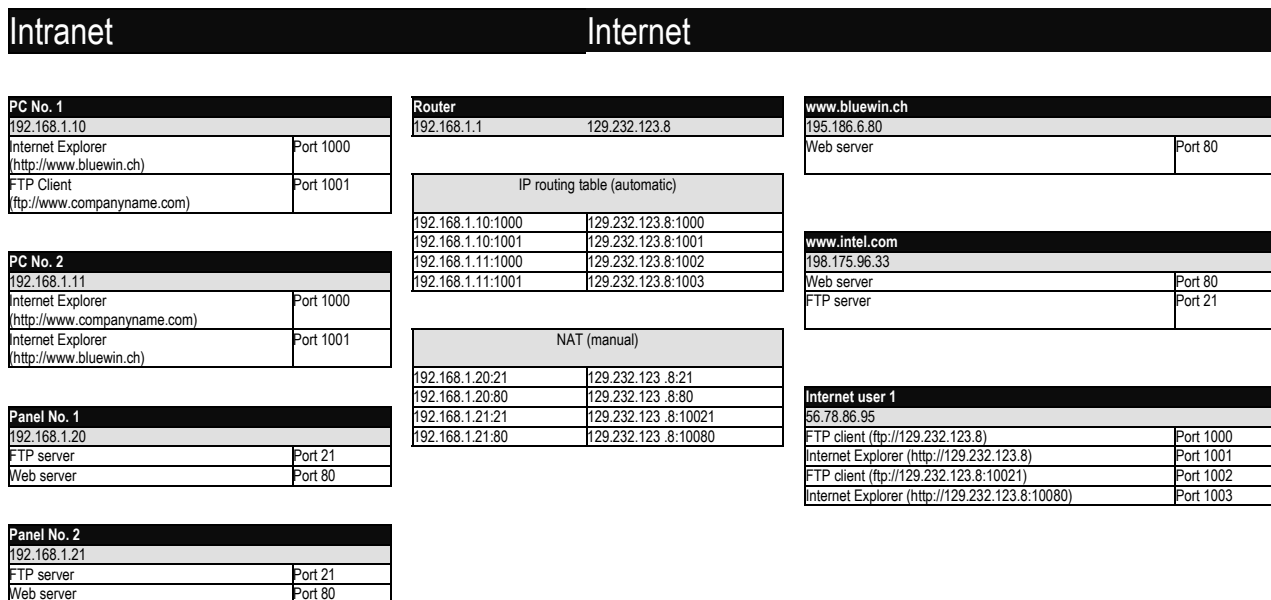 Intranet
Internet
PC No. 1
192.168.1.10
Internet Explorer Port 1000
(http://www.bluewin.ch)
FTP Client Port 1001
(ftp://www.companyname.com)
PC No. 2
192.168.1.11
Internet Explorer Port 1000
(http://www.companyname.com)
Internet Explorer Port 1001
(http://www.bluewin.ch)
Panel No. 1
192.168.1.20
FTP server Port 21
Web server Port 80
Panel No. 2
192.168.1.21
FTP server Port 21
Web server Port 80
Router
192.168.1.1 129.232.123.8
IP routing table (automatic)
192.168.1.10:1000 129.232.123.8:1000
192.168.1.10:1001 129.232.123.8:1001
192.168.1.11:1000 129.232.123.8:1002
192.168.1.11:1001 129.232.123.8:1003
NAT (manual)
192.168.1.20:21 129.232.123 .8:21
192.168.1.20:80 129.232.123 .8:80
192.168.1.21:21 129.232.123 .8:10021
192.168.1.21:80 129.232.123 .8:10080
www.bluewin.ch
195.186.6.80
Web server Port 80
www.intel.com
198.175.96.33
Web server Port 80
FTP server Port 21
Internet user 1
56.78.86.95
FTP client (ftp://129.232.123.8) Port 1000
Internet Explorer (http://129.232.123.8) Port 1001
FTP client (ftp://129.232.123.8:10021) Port 1002
Internet Explorer (http://129.232.123.8:10080) Port 1003